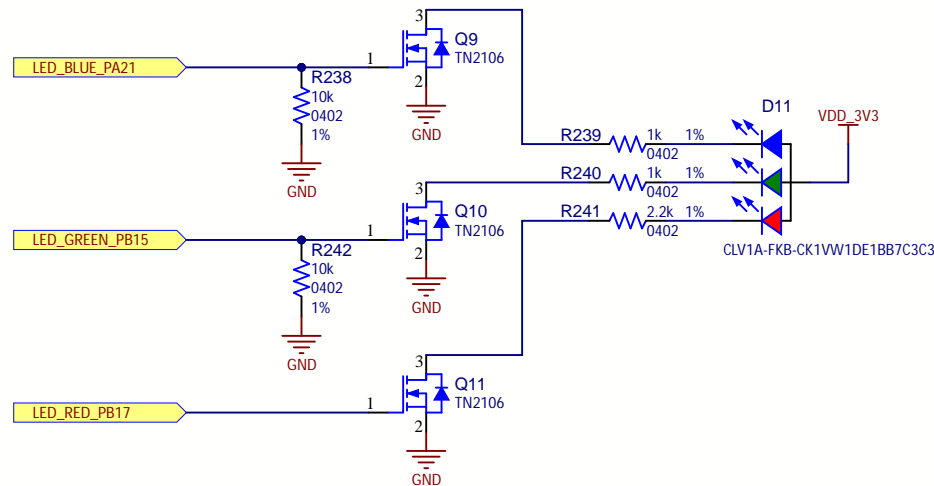 3
Q9
TN2106
1
2
GND
LED_BLUE_PA21
R238
10k
0402
1%
GND
D11
VDD_3V3
R239
1k
1%
0402
R240
1k
1%
0402
R241
2.2k
1%
0402
CLV1A-FKB-CK1VW1DE1BB7C3C3
3
Q10
TN2106
1
2
GND
LED_GREEN_PB15
R242
10k
0402
1%
GND
3
Q11
TN2106
1
2
GND
LED_RED_PB17